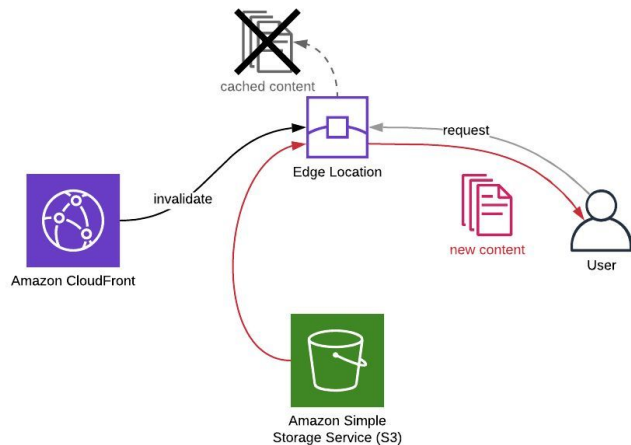 cached content
request
Edge Location
invalidate
new content
Amazon CloudFront
User
Amazon Simple
Storage Service (S3)